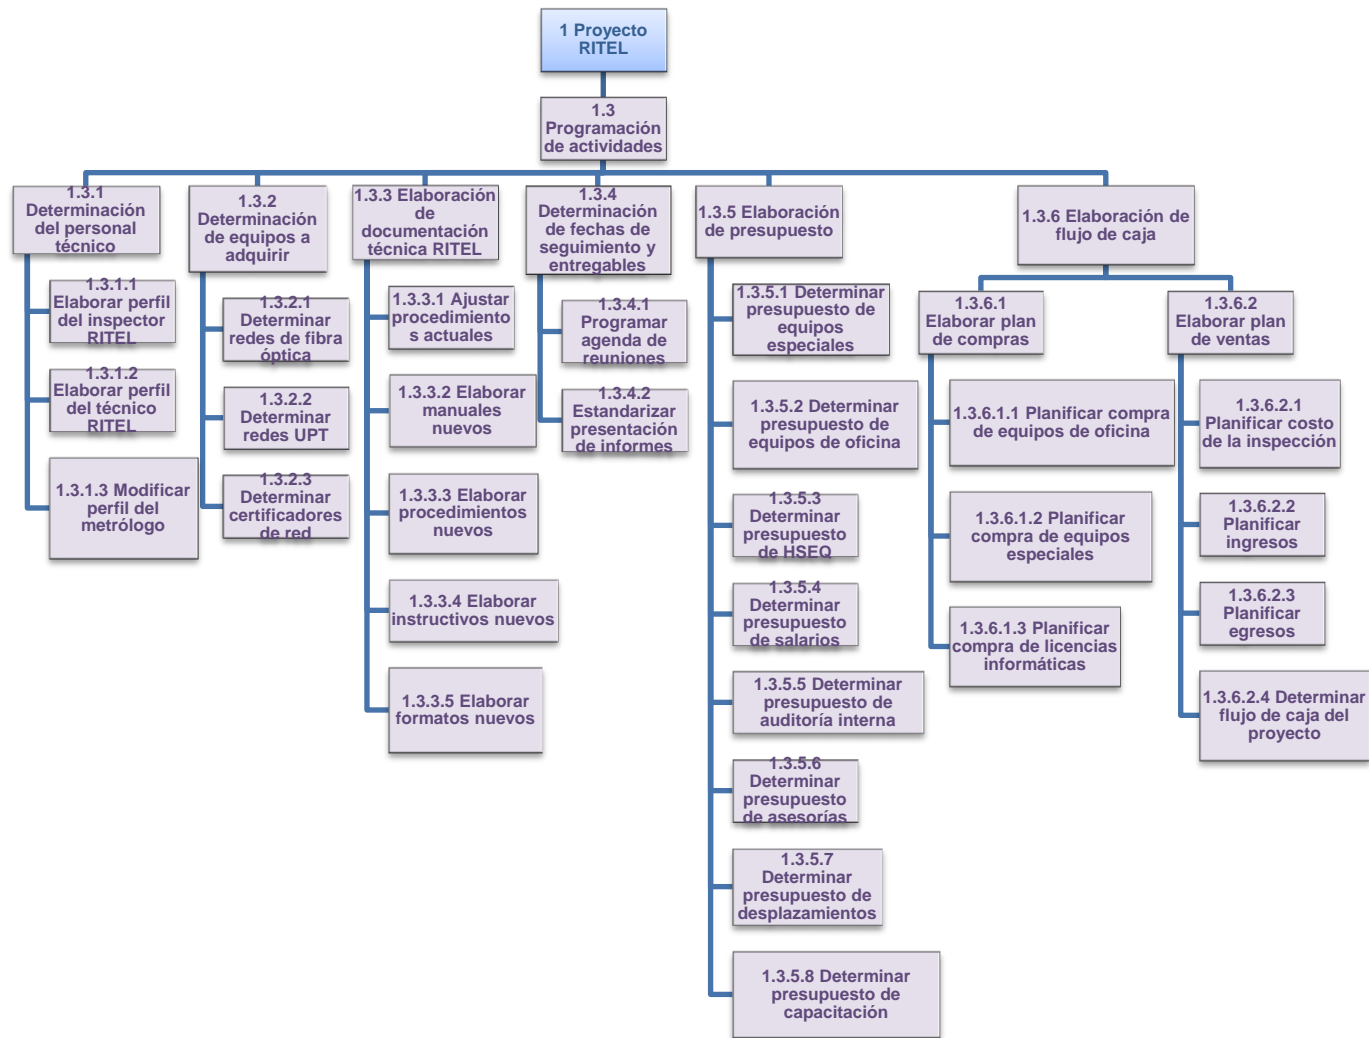 1 Proyecto
RITEL
1.3
Programación
de actividades
1.3.1
Determinación
del personal
técnico
1.3.1.1
Elaborar perfil
del inspector
RITEL
1.3.1.2
Elaborar perfil
del técnico
RITEL
1.3.1.3 Modificar
perfil del
metrólogo
1.3.2
Determinación
de equipos a
adquirir
1.3.2.1
Determinar
redes de fibra
óptica
1.3.2.2
Determinar
redes UPT
1.3.2.3
Determinar
certificadores
de red
1.3.3 Elaboración
de
documentación
técnica RITEL
1.3.3.1 Ajustar
procedimiento
s actuales
1.3.3.2 Elaborar
manuales
nuevos
1.3.3.3 Elaborar
procedimientos
nuevos
1.3.3.4 Elaborar
instructivos nuevos
1.3.3.5 Elaborar
formatos nuevos
1.3.4
Determinación
de fechas de
seguimiento y
entregables
1.3.4.1
Programar
agenda de
reuniones
1.3.4.2
Estandarizar
presentación
de informes
1.3.5 Elaboración
de presupuesto
1.3.5.1 Determinar
presupuesto de
equipos
especiales
1.3.5.2 Determinar
presupuesto de
equipos de oficina
1.3.5.3
Determinar
presupuesto
de HSEQ
1.3.5.4
Determinar
presupuesto
de salarios
1.3.5.5 Determinar
presupuesto de
auditoría interna
1.3.5.6
Determinar
presupuesto
de asesorías
1.3.5.7
Determinar
presupuesto de
desplazamientos
1.3.5.8 Determinar
presupuesto de
capacitación
1.3.6 Elaboración de
flujo de caja
1.3.6.1
Elaborar plan
de compras
1.3.6.1.1 Planificar compra
de equipos de oficina
1.3.6.1.2 Planificar
compra de equipos
especiales
1.3.6.1.3 Planificar
compra de licencias
informáticas
1.3.6.2
Elaborar plan
de ventas
1.3.6.2.1
Planificar costo
de la inspección
1.3.6.2.2
Planificar
ingresos
1.3.6.2.3
Planificar
egresos
1.3.6.2.4 Determinar
flujo de caja del
proyecto